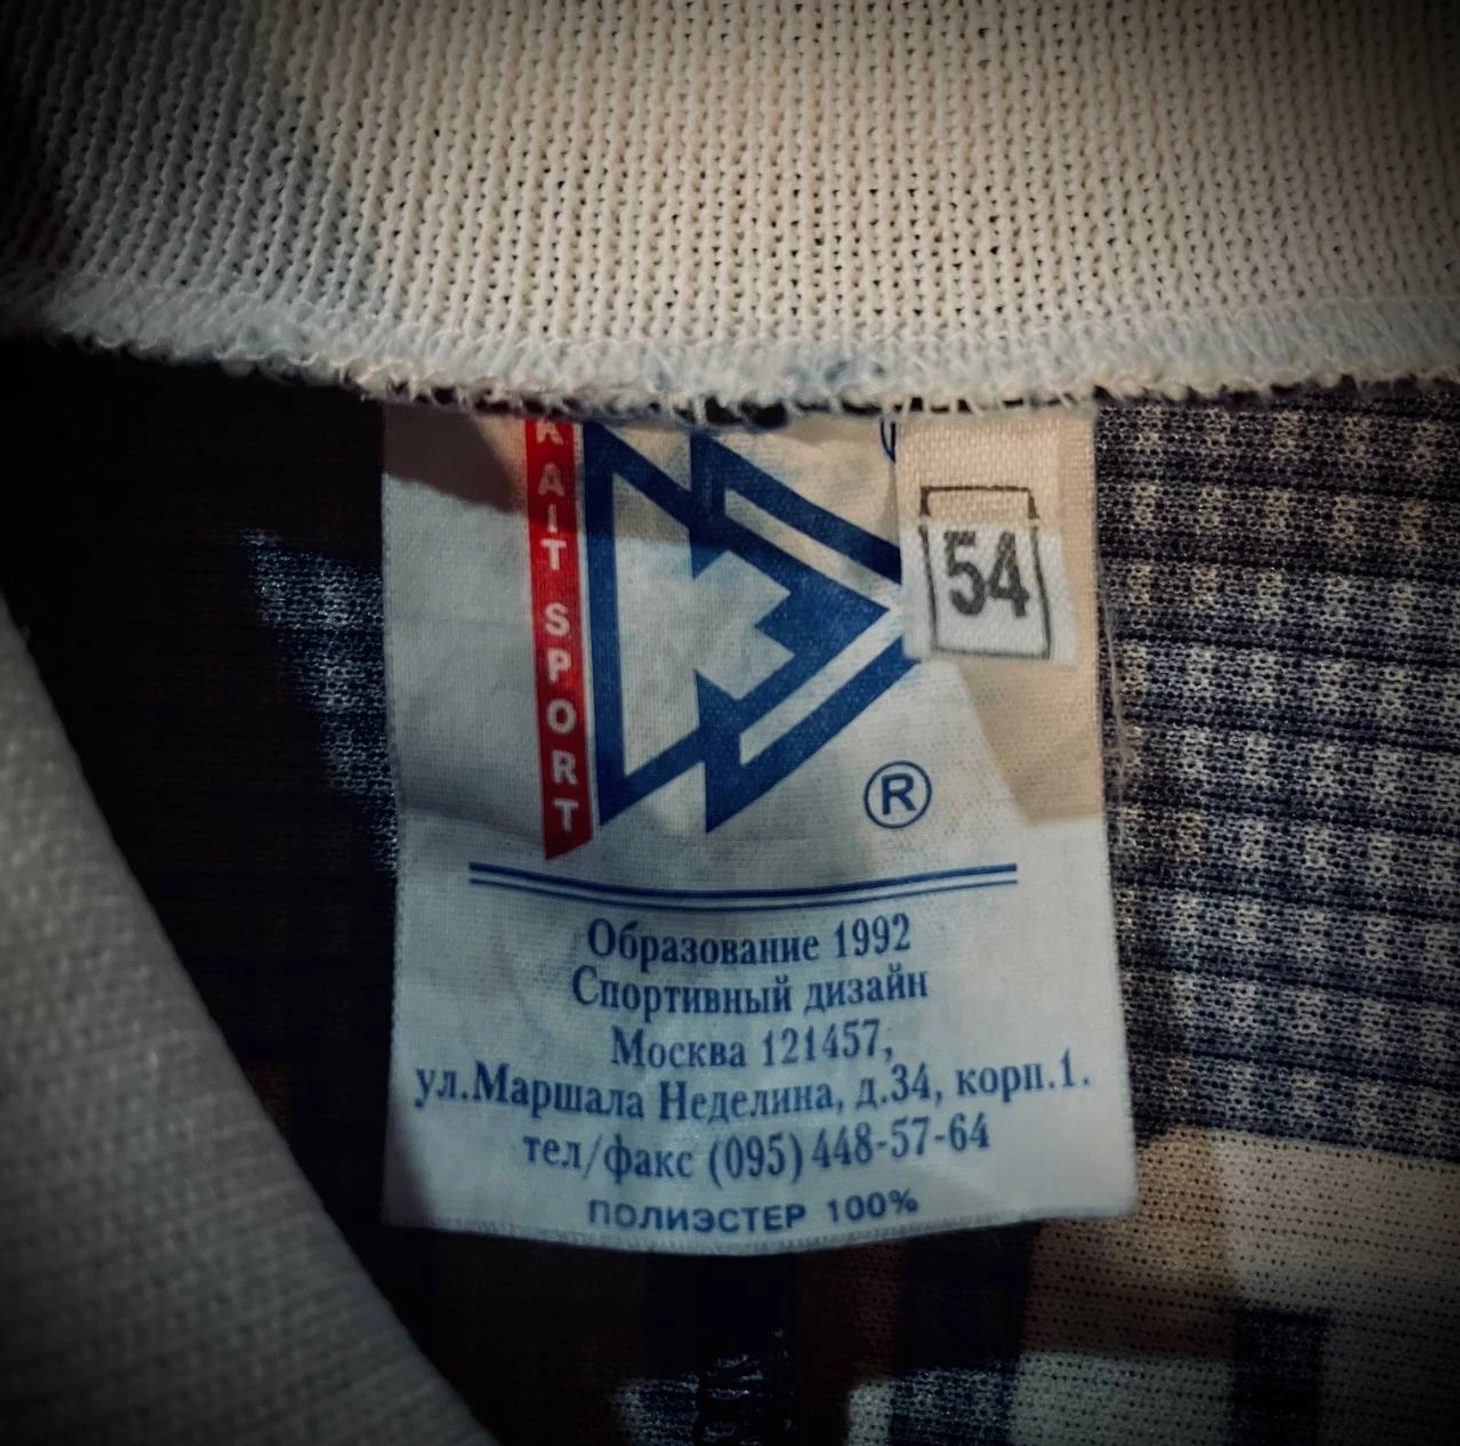 KAIT SPORT
54
®
Образование 1992
Спортивный дизайн
Москва 121457,
ул.Маршала Неделина, д.34, корп.1.
тел/факс (095) 448-57-64
ПОЛИЭСТЕР 100%